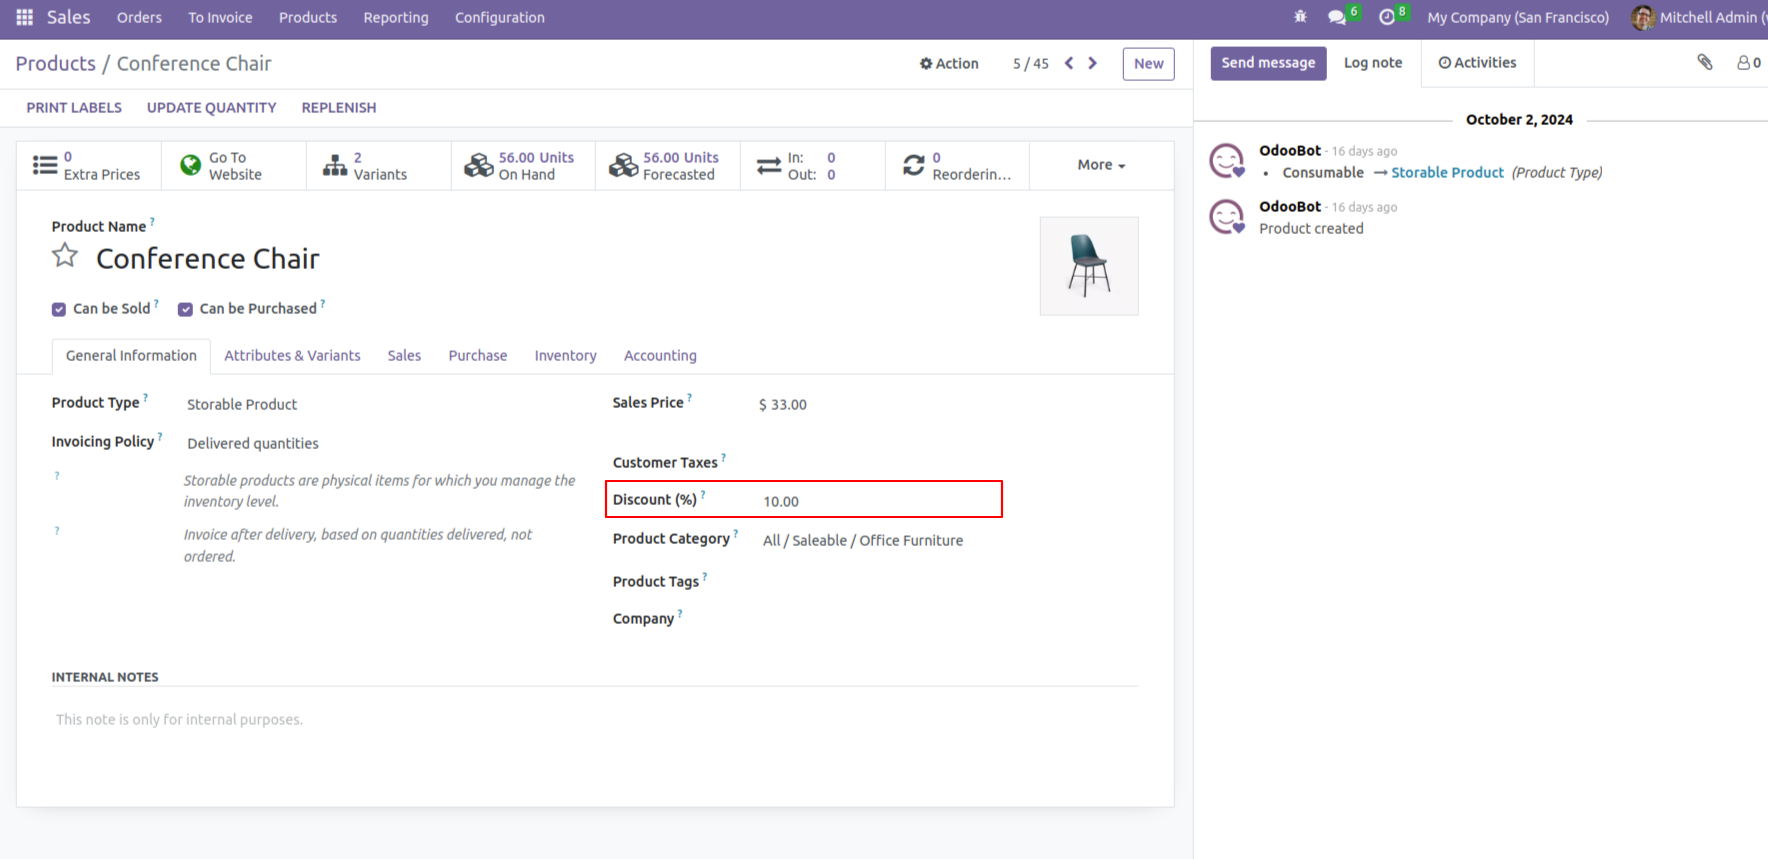 Sales Orders To Invoice Products Reporting Configuration 6 8 My Company (San Francisco) Mitchell Admin (
Products / Conference Chair Action 5 / 45 New
Send message Log note Activities 0
PRINT LABELS UPDATE QUANTITY REPLENISH
0 Extra Prices
Go To Website
2 Variants
56.00 Units On Hand
56.00 Units Forecasted
In: 0
Out: 0
0 Reorderin...
More
Product Name ?
Conference Chair
Can be Sold ? Can be Purchased ?
General Information Attributes & Variants Sales Purchase Inventory Accounting
Product Type ? Storable Product
Invoicing Policy ? Delivered quantities
? Storable products are physical items for which you manage the
inventory level.
? Invoice after delivery, based on quantities delivered, not
ordered.
Sales Price ? $ 33.00
Customer Taxes ?
Discount (%) ? 10.00
Product Category ? All / Saleable / Office Furniture
Product Tags ?
Company ?
INTERNAL NOTES
This note is only for internal purposes.
October 2, 2024
OdooBot - 16 days ago
• Consumable → Storable Product (Product Type)
OdooBot - 16 days ago
Product created